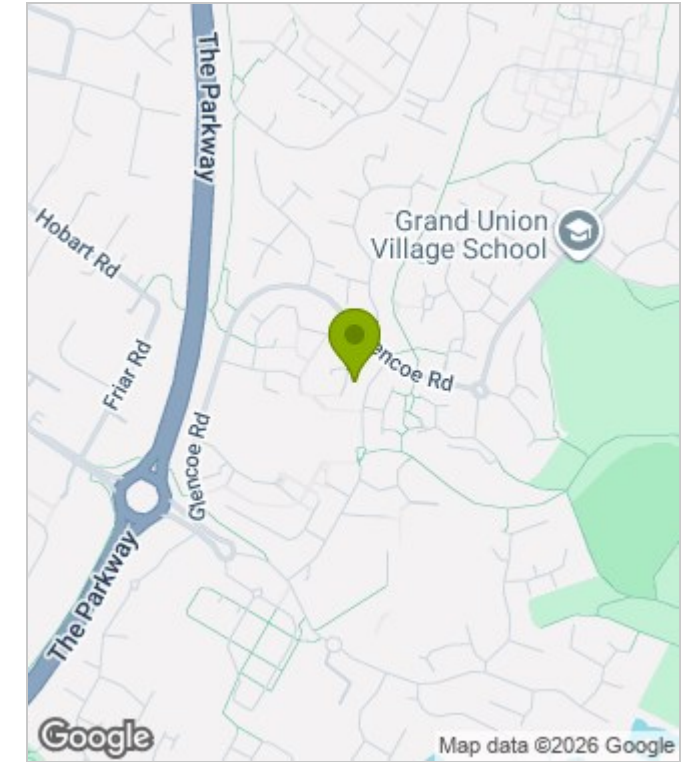 The Parkway
Hobart Rd
Grand Union
Village School
encoe Rd
Friar Rd
Glencoe Rd
The Parkway
Google
Map data ©2026 Google